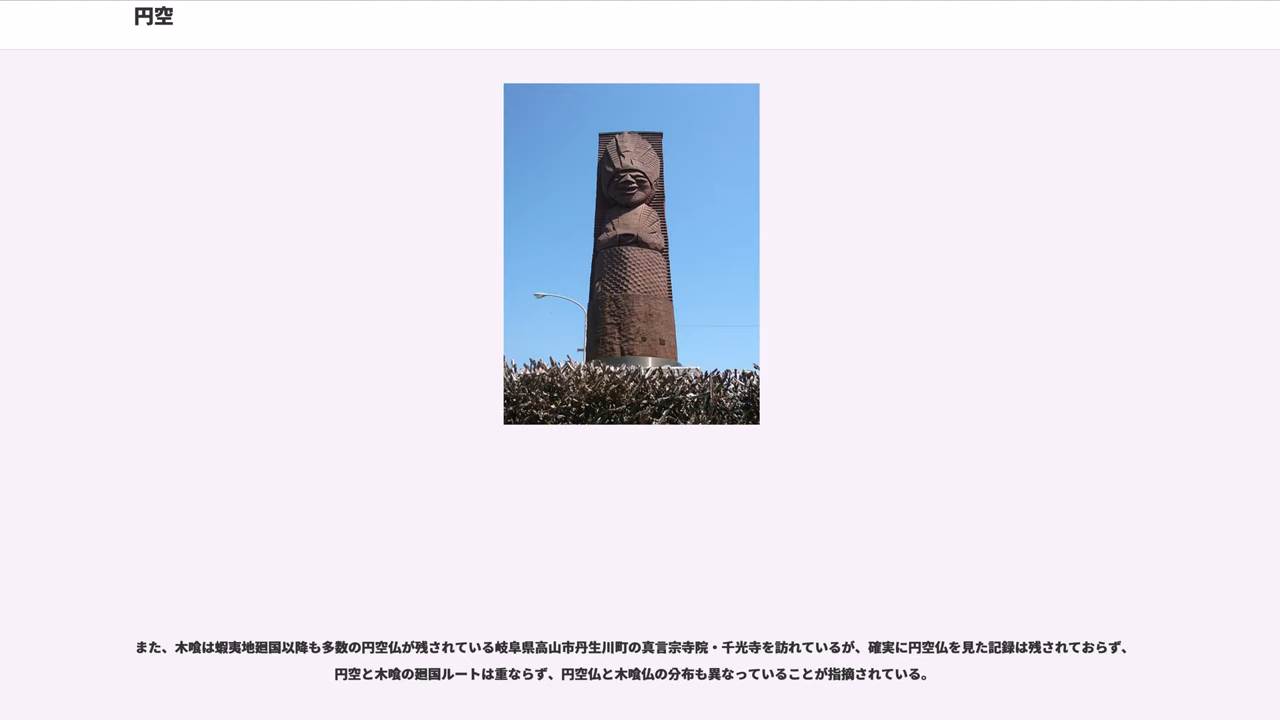 円空
また、木喰は蝦夷地廻国以降も多数の円空仏が残されている岐阜県高山市丹生川町の真言宗寺院・千光寺を訪れているが、確実に円空仏を見た記録は残されておらず、
円空と木喰の廻国ルートは重ならず、円空仏と木喰仏の分布も異なっていることが指摘されている。